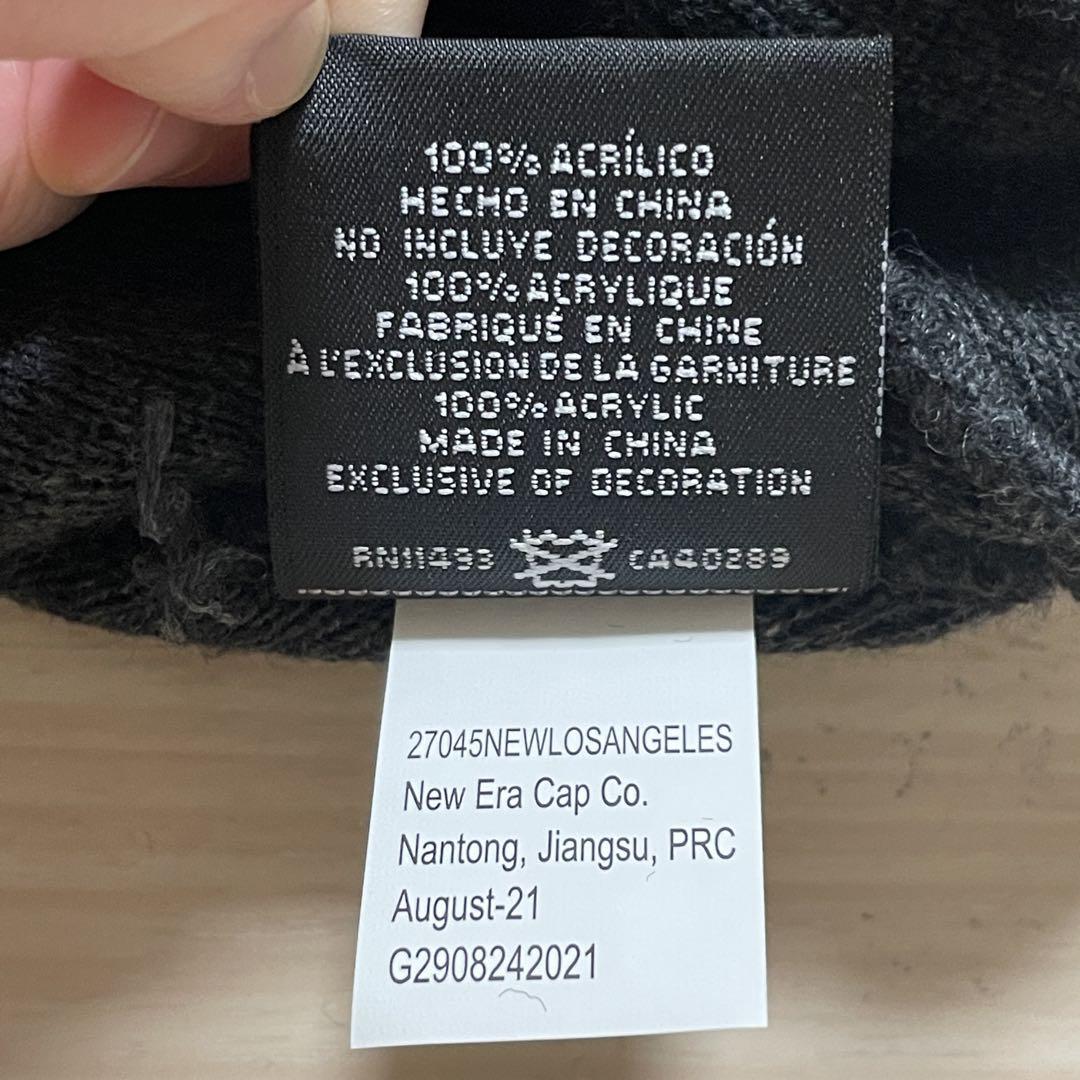 100% ACRÍLICO
HECHO EN CHINA
NO INCLUYE DECORACIÓN
100% ACRYLIQUE
FABRIQUÉ EN CHINE
À L'EXCLUSION DE LA GARNITURE
100% ACRYLIC
MADE IN CHINA
EXCLUSIVE OF DECORATION
RN11493 CA40289
27045NEWLOSANGELES
New Era Cap Co.
Nantong, Jiangsu, PRC
August-21
G2908242021